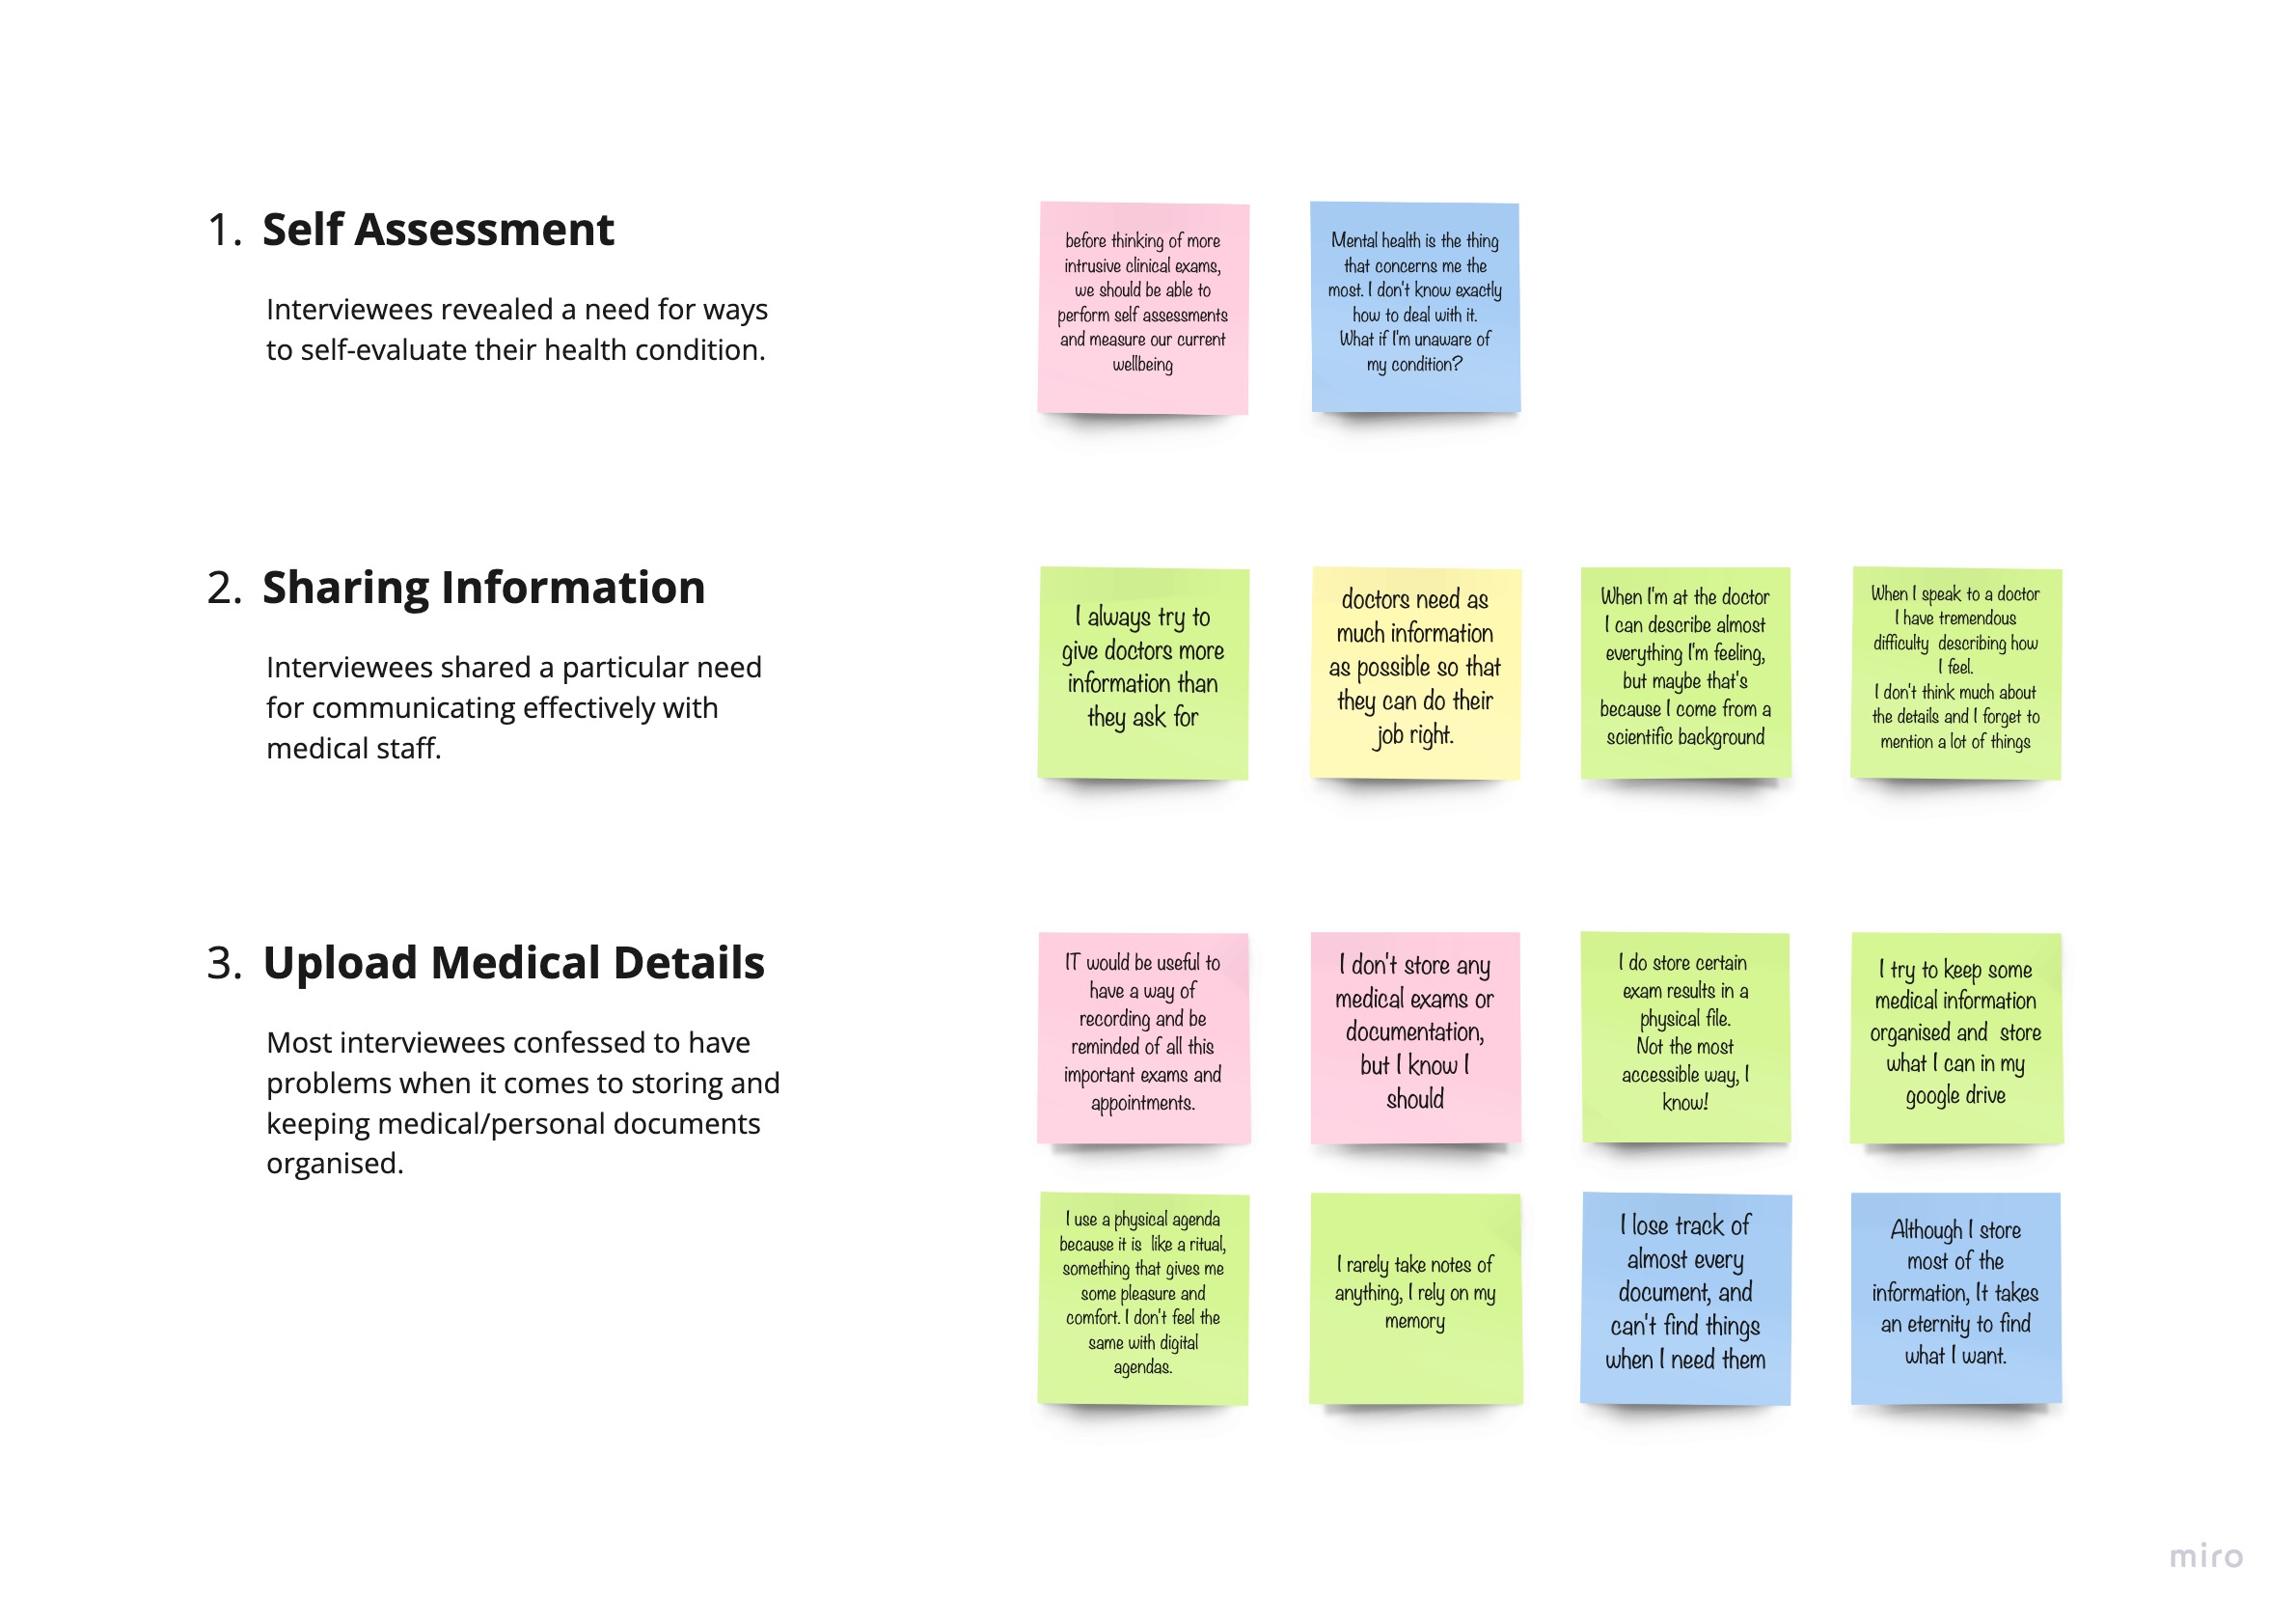 1. Self Assessment
Interviewees revealed a need for ways
to self-evaluate their health condition.
before thinking of more
intrusive clinical exams,
we should be able to
perform self assessments
and measure our current
wellbeing
Mental health is the thing
that concerns me the
most. I don't know exactly
how to deal with it.
What if I'm unaware of
my condition?
2. Sharing Information
Interviewees shared a particular need
for communicating effectively with
medical staff.
I always try to
give doctors more
information than
they ask for
doctors need as
much information
as possible so that
they can do their
job right.
When I'm at the doctor
I can describe almost
everything I'm feeling,
but maybe that's
because I come from a
scientific background
When I speak to a doctor
I have tremendous
difficulty describing how
I feel.
I don't think much about
the details and I forget to
mention a lot of things
3. Upload Medical Details
Most interviewees confessed to have
problems when it comes to storing and
keeping medical/personal documents
organised.
IT would be useful to
have a way of
recording and be
reminded of all this
important exams and
appointments.
I don't store any
medical exams or
documentation,
but I know I
should
I do store certain
exam results in a
physical file.
Not the most
accessible way, I
know!
I try to keep some
medical information
organised and store
what I can in my
google drive
I use a physical agenda
because it is like a ritual,
something that gives me
some pleasure and
comfort. I don't feel the
same with digital
agendas.
I rarely take notes of
anything, I rely on my
memory
I lose track of
almost every
document, and
can't find things
when I need them
Although I store
most of the
information, It takes
an eternity to find
what I want.
miro